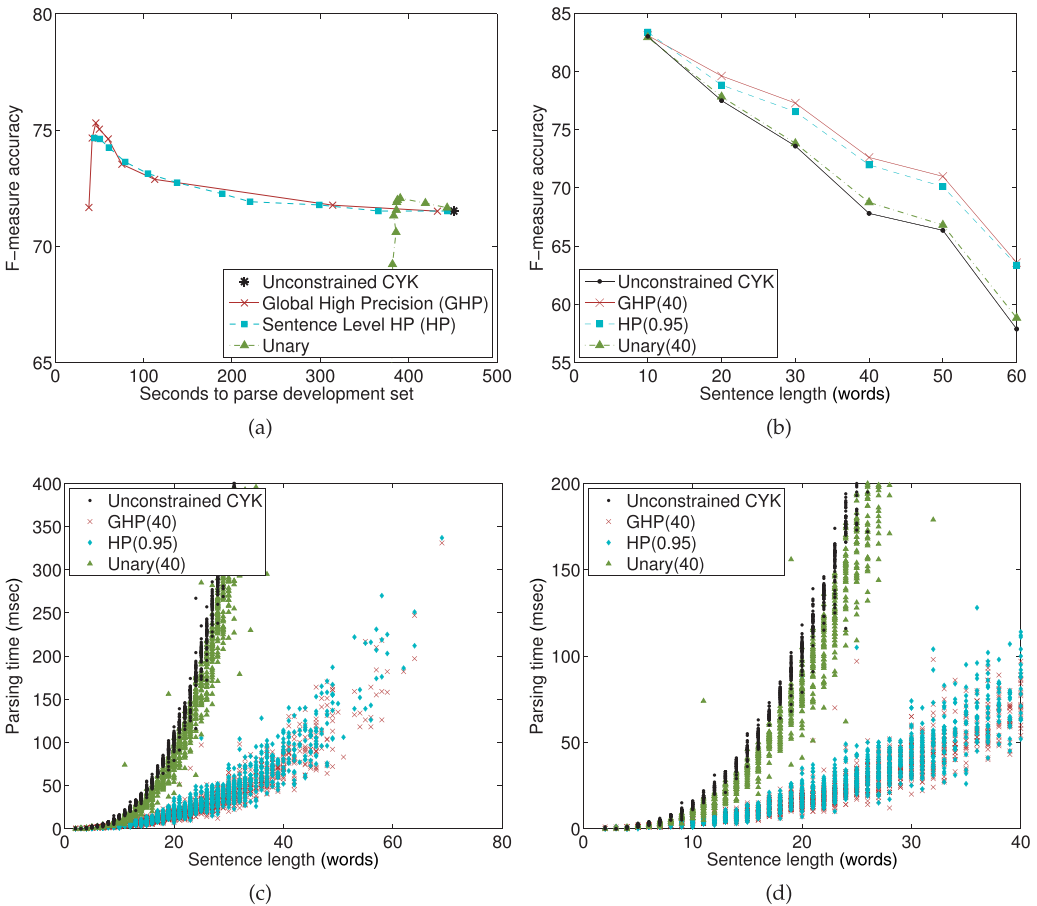 80
75
70
65
F−measure accuracy
Unconstrained CYK
Global High Precision (GHP)
Sentence Level HP (HP)
Unary
0 100 200 300 400 500
Seconds to parse development set
(a)
85
80
75
70
65
60
55
F−measure accuracy
Unconstrained CYK
GHP(40)
HP(0.95)
Unary(40)
0 10 20 30 40 50 60
Sentence length (words)
(b)
400
350
300
250
200
150
100
50
0
Parsing time (msec)
Unconstrained CYK
GHP(40)
HP(0.95)
Unary(40)
0 20 40 60 80
Sentence length (words)
(c)
200
150
100
50
0
Parsing time (msec)
Unconstrained CYK
GHP(40)
HP(0.95)
Unary(40)
0 10 20 30 40
Sentence length (words)
(d)